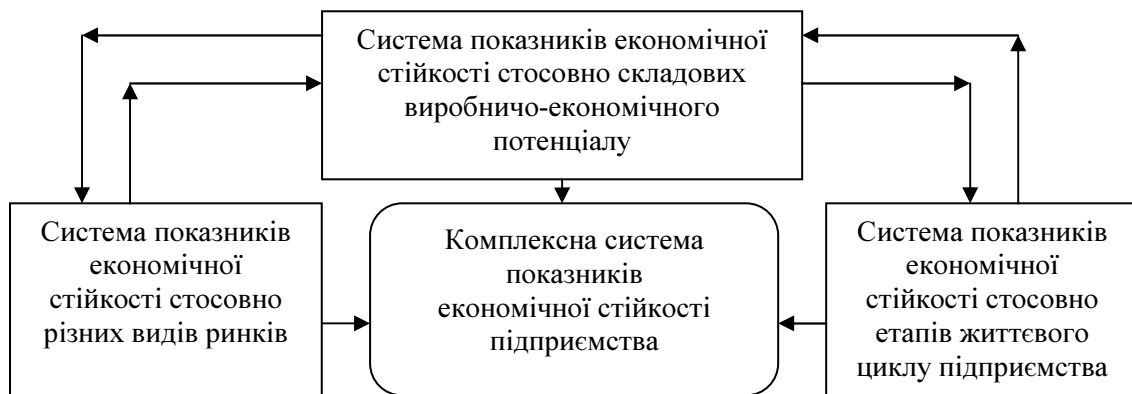 Система показників економічної
стійкості стосовно складових
виробничо-економічного
потенціалу
Система показників
економічної
стійкості стосовно
різних видів ринків
Комплексна система
показників
економічної стійкості
підприємства
Система показників
економічної
стійкості стосовно
етапів життєвого
циклу підприємства